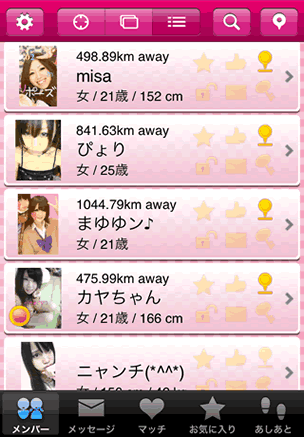 498.89km away
misa
女 / 21歳 / 152 cm
ポーズ
841.63km away
ぴょり
女 / 25歳
1044.79km away
まゆゆン♪
女 / 21歳
475.99km away
カヤちゃん
女 / 21歳 / 166 cm
ニャンチ(*^^*)
メンバー
メッセージ
マッチ
お気に入り
あしあと